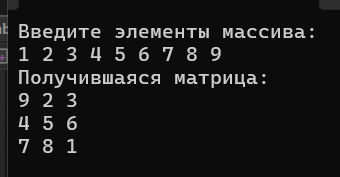 Введите элементы массива:
1 2 3 4 5 6 7 8 9
Получившаяся матрица:
9 2 3
4 5 6
7 8 1